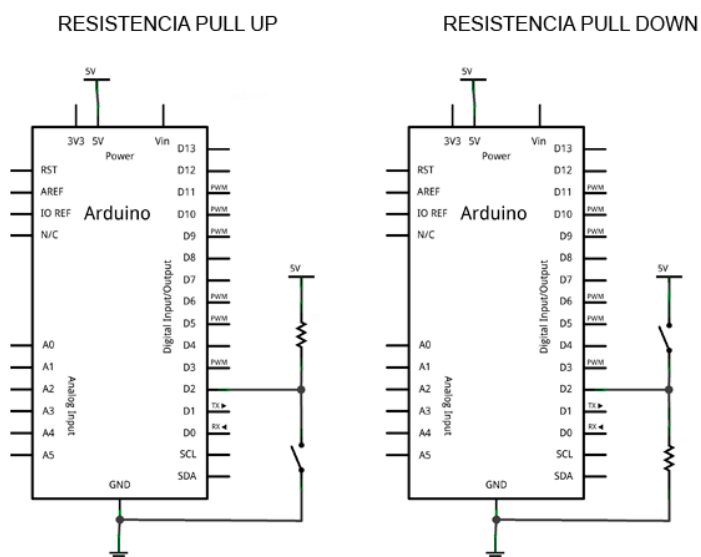 RESISTENCIA PULL UP
5V
3V3 5V Vin
Power
D13
RST
D12
AREF
D11 PWM
IO REF
Arduino
D10 PWM
N/C
D9 PWM
D8
D7
D6 PWM
D5 PWM
D4
D3 PWM
D2
D1 TX ▶
D0 RX ◀
SCL
SDA
Digital Input/Output
A0
A1
A2
A3
A4
A5
Analog Input
GND
5V
RESISTENCIA PULL DOWN
5V
3V3 5V Vin
Power
D13
RST
D12
AREF
D11 PWM
IO REF
Arduino
D10 PWM
N/C
D9 PWM
D8
D7
D6 PWM
D5 PWM
D4
D3 PWM
D2
D1 TX ▶
D0 RX ◀
SCL
SDA
Digital Input/Output
A0
A1
A2
A3
A4
A5
Analog Input
GND
5V